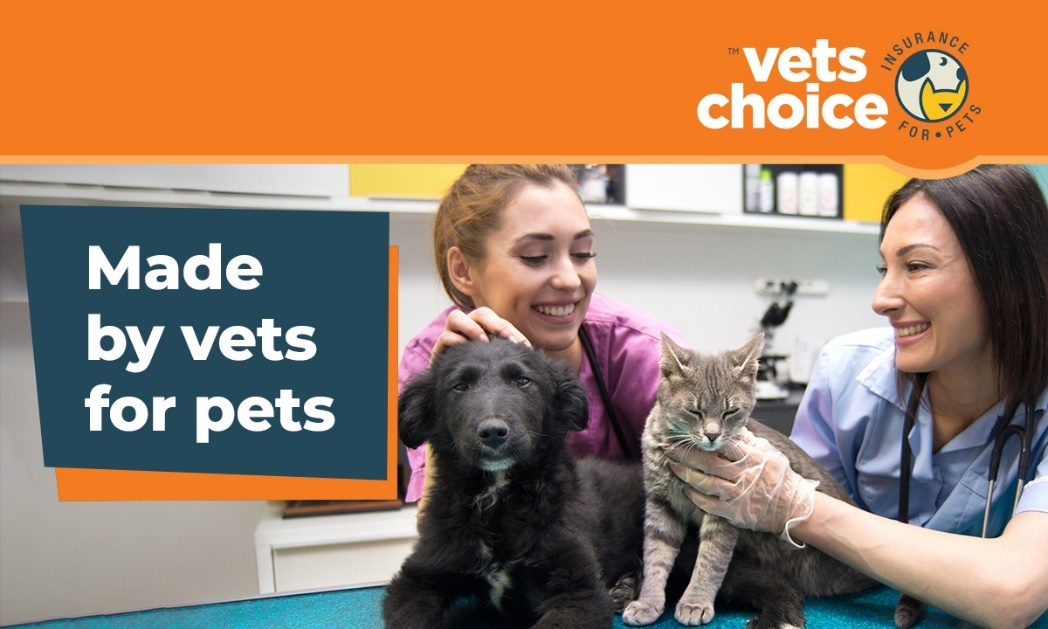 ™ vets
choice
INSURANCE
FOR • PETS
Made
by vets
for pets